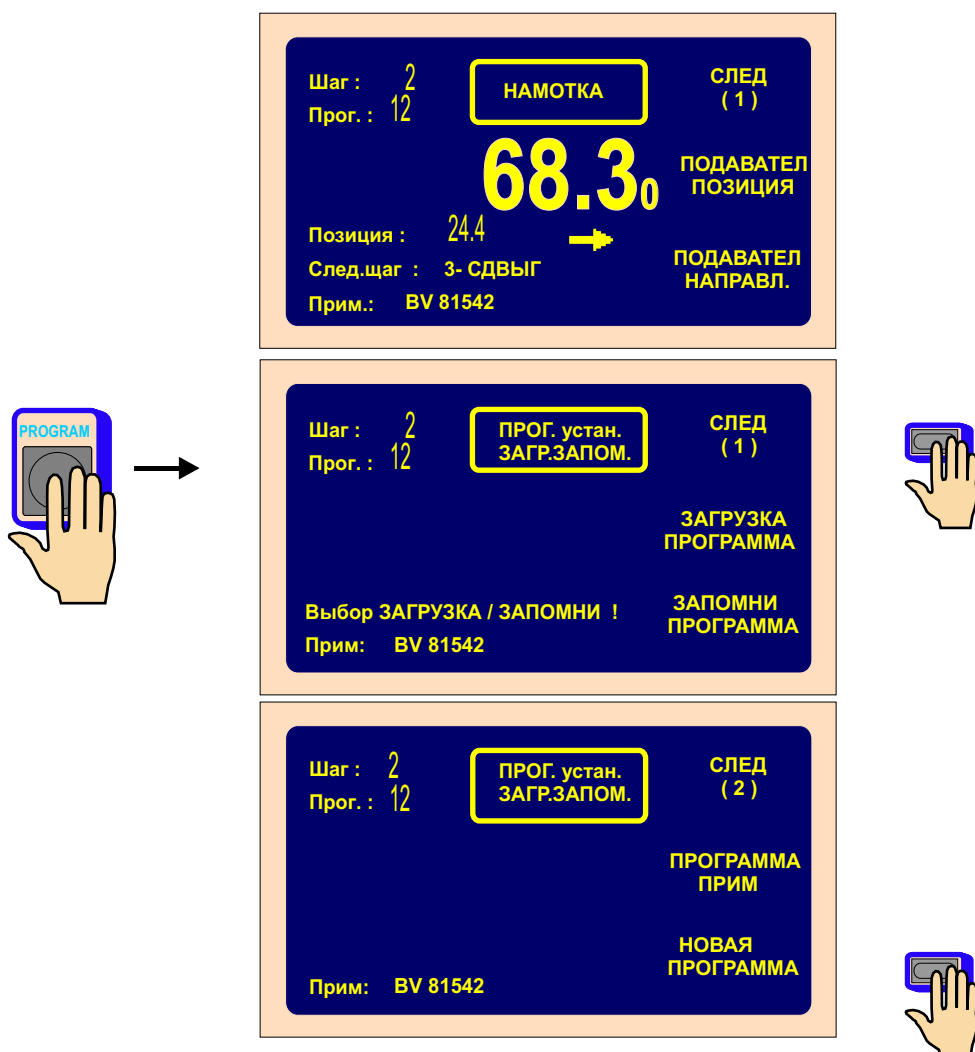 Шаг : 2
Прог. : 12
НАМОТКА
СЛЕД
( 1 )
68.30
ПОДАВАТЕЛ
ПОЗИЦИЯ
Позиция : 24.4
След.щаг : 3- СДВЫГ
Прим.: BV 81542
ПОДАВАТЕЛ
НАПРАВЛ.
PROGRAM
Шаг : 2
Прог. : 12
ПРОГ. устан.
ЗАГР.ЗАПОМ.
СЛЕД
( 1 )
ЗАГРУЗКА
ПРОГРАММА
Выбор ЗАГРУЗКА / ЗАПОМНИ !
Прим: BV 81542
ЗАПОМНИ
ПРОГРАММА
Шаг : 2
Прог. : 12
ПРОГ. устан.
ЗАГР.ЗАПОМ.
СЛЕД
( 2 )
ПРОГРАММА
ПРИМ
НОВАЯ
ПРОГРАММА
Прим: BV 81542